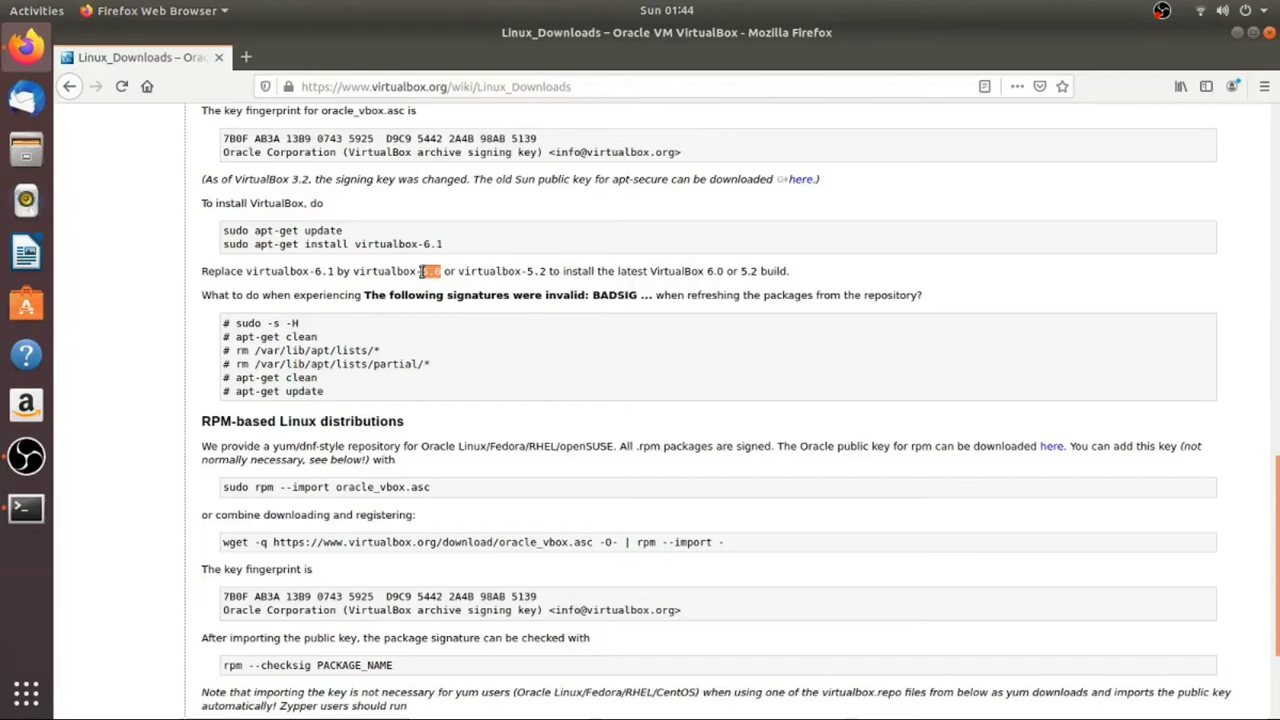 Activities
Firefox Web Browser
Sun 01:44
Linux_Downloads – Oracle VM VirtualBox - Mozilla Firefox
Linux_Downloads – Orac
https://www.virtualbox.org/wiki/Linux_Downloads
The key fingerprint for oracle_vbox.asc is
7B0F AB3A 13B9 0743 5925 D9C9 5442 2A4B 98AB 5139
Oracle Corporation (VirtualBox archive signing key) <info@virtualbox.org>
(As of VirtualBox 3.2, the signing key was changed. The old Sun public key for apt-secure can be downloaded here.)
To install VirtualBox, do
sudo apt-get update
sudo apt-get install virtualbox-6.1
Replace virtualbox-6.1 by virtualbox-6.0 or virtualbox-5.2 to install the latest VirtualBox 6.0 or 5.2 build.
What to do when experiencing The following signatures were invalid: BADSIG ... when refreshing the packages from the repository?
# sudo -s -H
# apt-get clean
# rm /var/lib/apt/lists/*
# rm /var/lib/apt/lists/partial/*
# apt-get clean
# apt-get update
RPM-based Linux distributions
We provide a yum/dnf-style repository for Oracle Linux/Fedora/RHEL/openSUSE. All .rpm packages are signed. The Oracle public key for rpm can be downloaded here. You can add this key (not
normally necessary, see below!) with
sudo rpm --import oracle_vbox.asc
or combine downloading and registering:
wget -q https://www.virtualbox.org/download/oracle_vbox.asc -O- | rpm --import -
The key fingerprint is
7B0F AB3A 13B9 0743 5925 D9C9 5442 2A4B 98AB 5139
Oracle Corporation (VirtualBox archive signing key) <info@virtualbox.org>
After importing the public key, the package signature can be checked with
rpm --checksig PACKAGE_NAME
Note that importing the key is not necessary for yum users (Oracle Linux/Fedora/RHEL/CentOS) when using one of the virtualbox.repo files from below as yum downloads and imports the public key
automatically! Zypper users should run